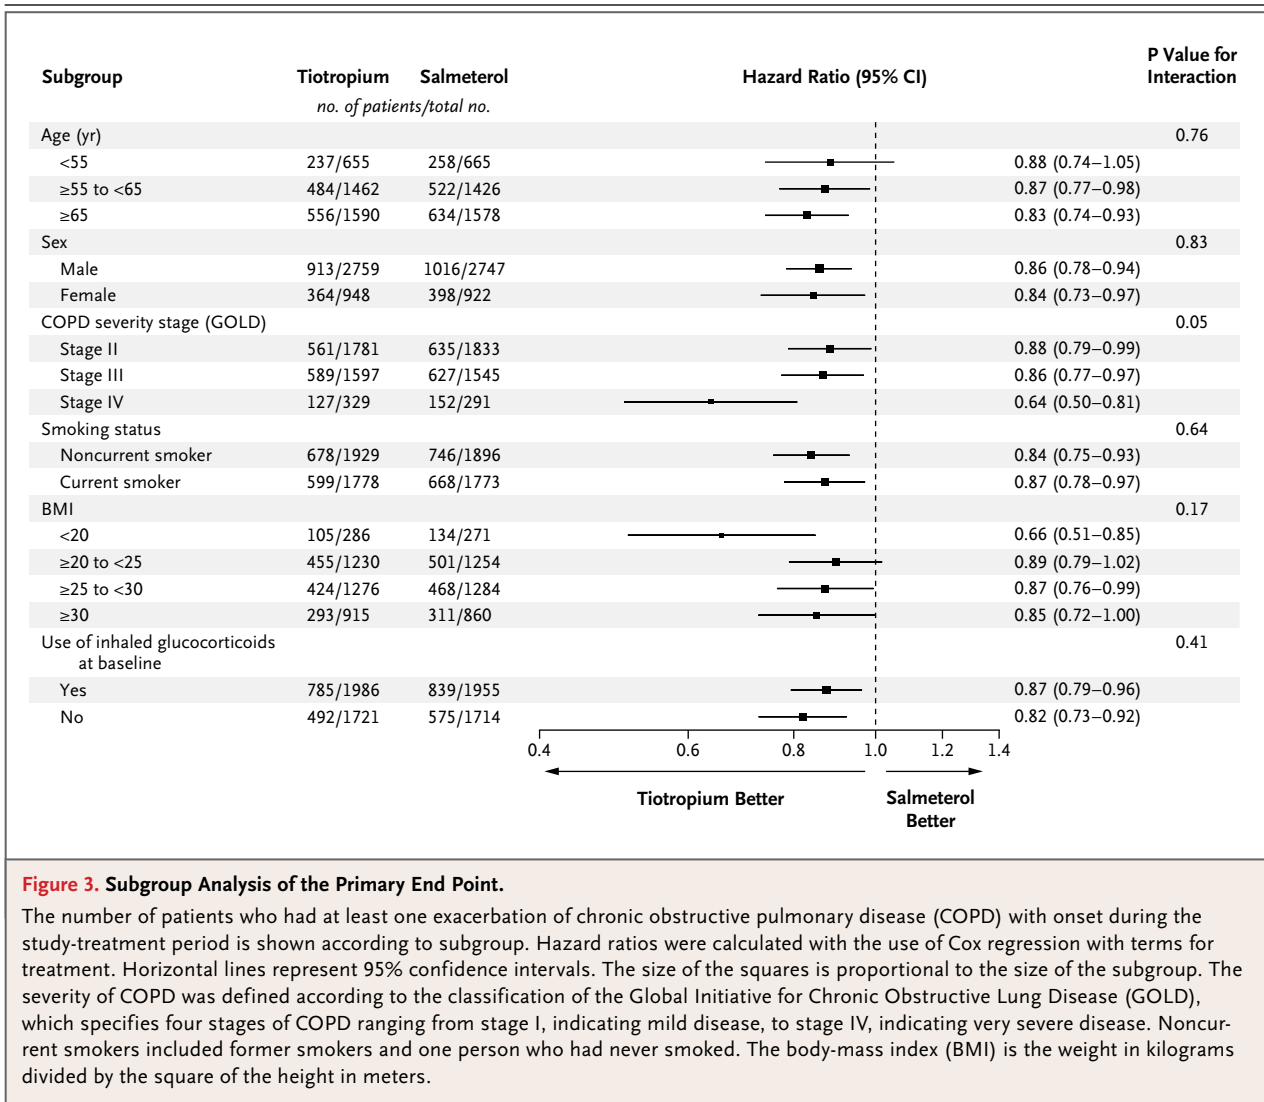 Subgroup Tiotropium Salmeterol Hazard Ratio (95% CI) P Value for Interaction
no. of patients/total no.
Age (yr) 0.76
<55 237/655 258/665 0.88 (0.74–1.05)
≥55 to <65 484/1462 522/1426 0.87 (0.77–0.98)
≥65 556/1590 634/1578 0.83 (0.74–0.93)
Sex 0.83
Male 913/2759 1016/2747 0.86 (0.78–0.94)
Female 364/948 398/922 0.84 (0.73–0.97)
COPD severity stage (GOLD) 0.05
Stage II 561/1781 635/1833 0.88 (0.79–0.99)
Stage III 589/1597 627/1545 0.86 (0.77–0.97)
Stage IV 127/329 152/291 0.64 (0.50–0.81)
Smoking status 0.64
Noncurrent smoker 678/1929 746/1896 0.84 (0.75–0.93)
Current smoker 599/1778 668/1773 0.87 (0.78–0.97)
BMI 0.17
<20 105/286 134/271 0.66 (0.51–0.85)
≥20 to <25 455/1230 501/1254 0.89 (0.79–1.02)
≥25 to <30 424/1276 468/1284 0.87 (0.76–0.99)
≥30 293/915 311/860 0.85 (0.72–1.00)
Use of inhaled glucocorticoids 0.41
at baseline
Yes 785/1986 839/1955 0.87 (0.79–0.96)
No 492/1721 575/1714 0.82 (0.73–0.92)
0.4 0.6 0.8 1.0 1.2 1.4
Tiotropium Better Salmeterol
Better
Figure 3. Subgroup Analysis of the Primary End Point.
The number of patients who had at least one exacerbation of chronic obstructive pulmonary disease (COPD) with onset during the
study-treatment period is shown according to subgroup. Hazard ratios were calculated with the use of Cox regression with terms for
treatment. Horizontal lines represent 95% confidence intervals. The size of the squares is proportional to the size of the subgroup. The
severity of COPD was defined according to the classification of the Global Initiative for Chronic Obstructive Lung Disease (GOLD),
which specifies four stages of COPD ranging from stage I, indicating mild disease, to stage IV, indicating very severe disease. Noncur-
rent smokers included former smokers and one person who had never smoked. The body-mass index (BMI) is the weight in kilograms
divided by the square of the height in meters.